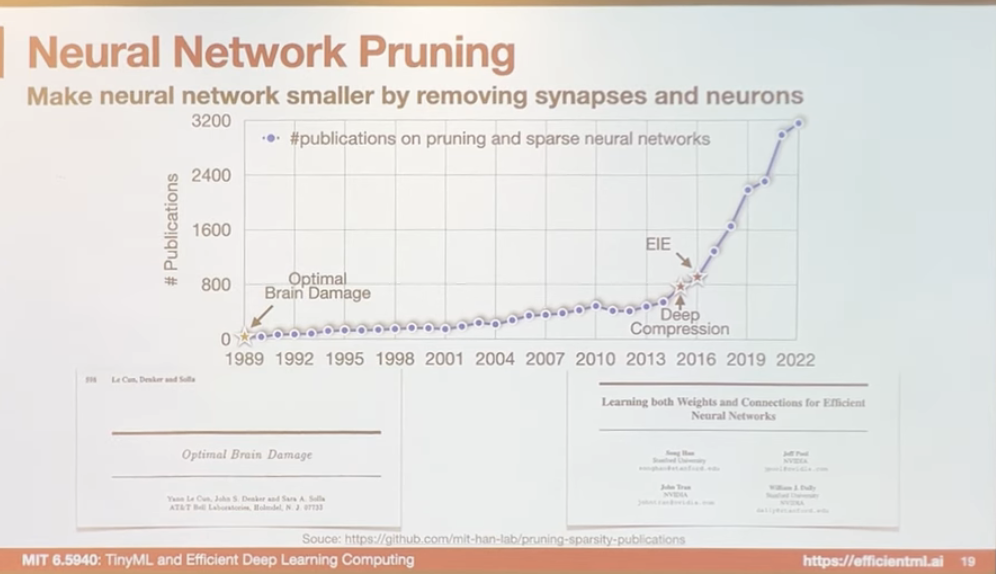 Neural Network Pruning
Make neural network smaller by removing synapses and neurons
3200
#publications on pruning and sparse neural networks
2400
# Publications
1600
EIE
800
Optimal
Brain Damage
Deep
Compression
0
1989 1992 1995 1998 2001 2004 2007 2010 2013 2016 2019 2022
598 Le Cun, Denker and Solla
Optimal Brain Damage
Yann Le Cun, John S. Denker and Sara A. Solla
AT&T Bell Laboratories, Holmdel, N. J. 07733
Learning both Weights and Connections for Efficient
Neural Networks
Song Han
Stanford University
Jeff Pool
NVIDIA
John Tran
NVIDIA
William J. Dally
Stanford University
NVIDIA
Souce: https://github.com/mit-han-lab/pruning-sparsity-publications
MIT 6.5940: TinyML and Efficient Deep Learning Computing
https://efficientml.ai 19